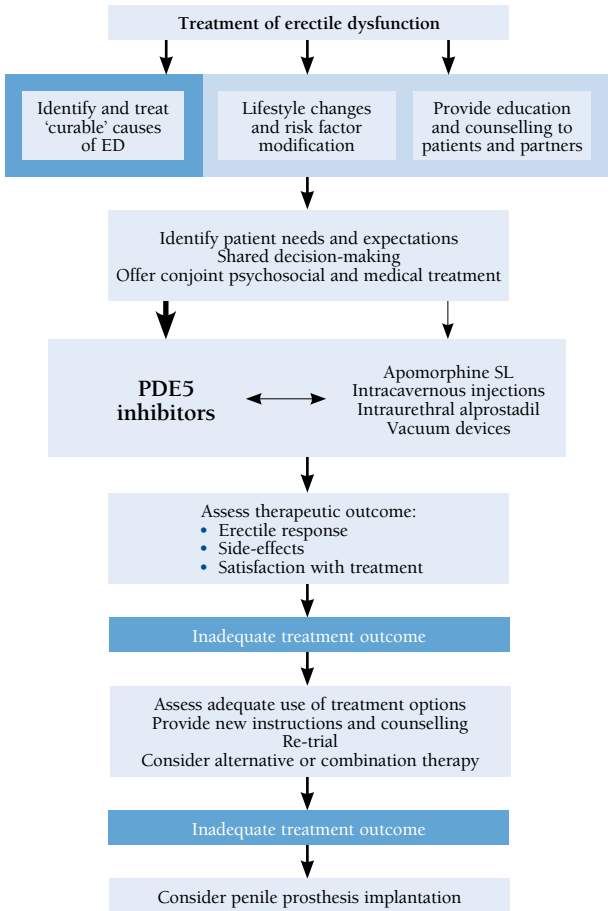 Treatment of erectile dysfunction
Identify and treat
'curable' causes
of ED
Lifestyle changes
and risk factor
modification
Provide education
and counselling to
patients and partners
Identify patient needs and expectations
Shared decision-making
Offer conjoint psychosocial and medical treatment
PDE5
inhibitors
Apomorphine SL
Intracavernous injections
Intraurethral alprostadil
Vacuum devices
Assess therapeutic outcome:
• Erectile response
• Side-effects
• Satisfaction with treatment
Inadequate treatment outcome
Assess adequate use of treatment options
Provide new instructions and counselling
Re-trial
Consider alternative or combination therapy
Inadequate treatment outcome
Consider penile prosthesis implantation